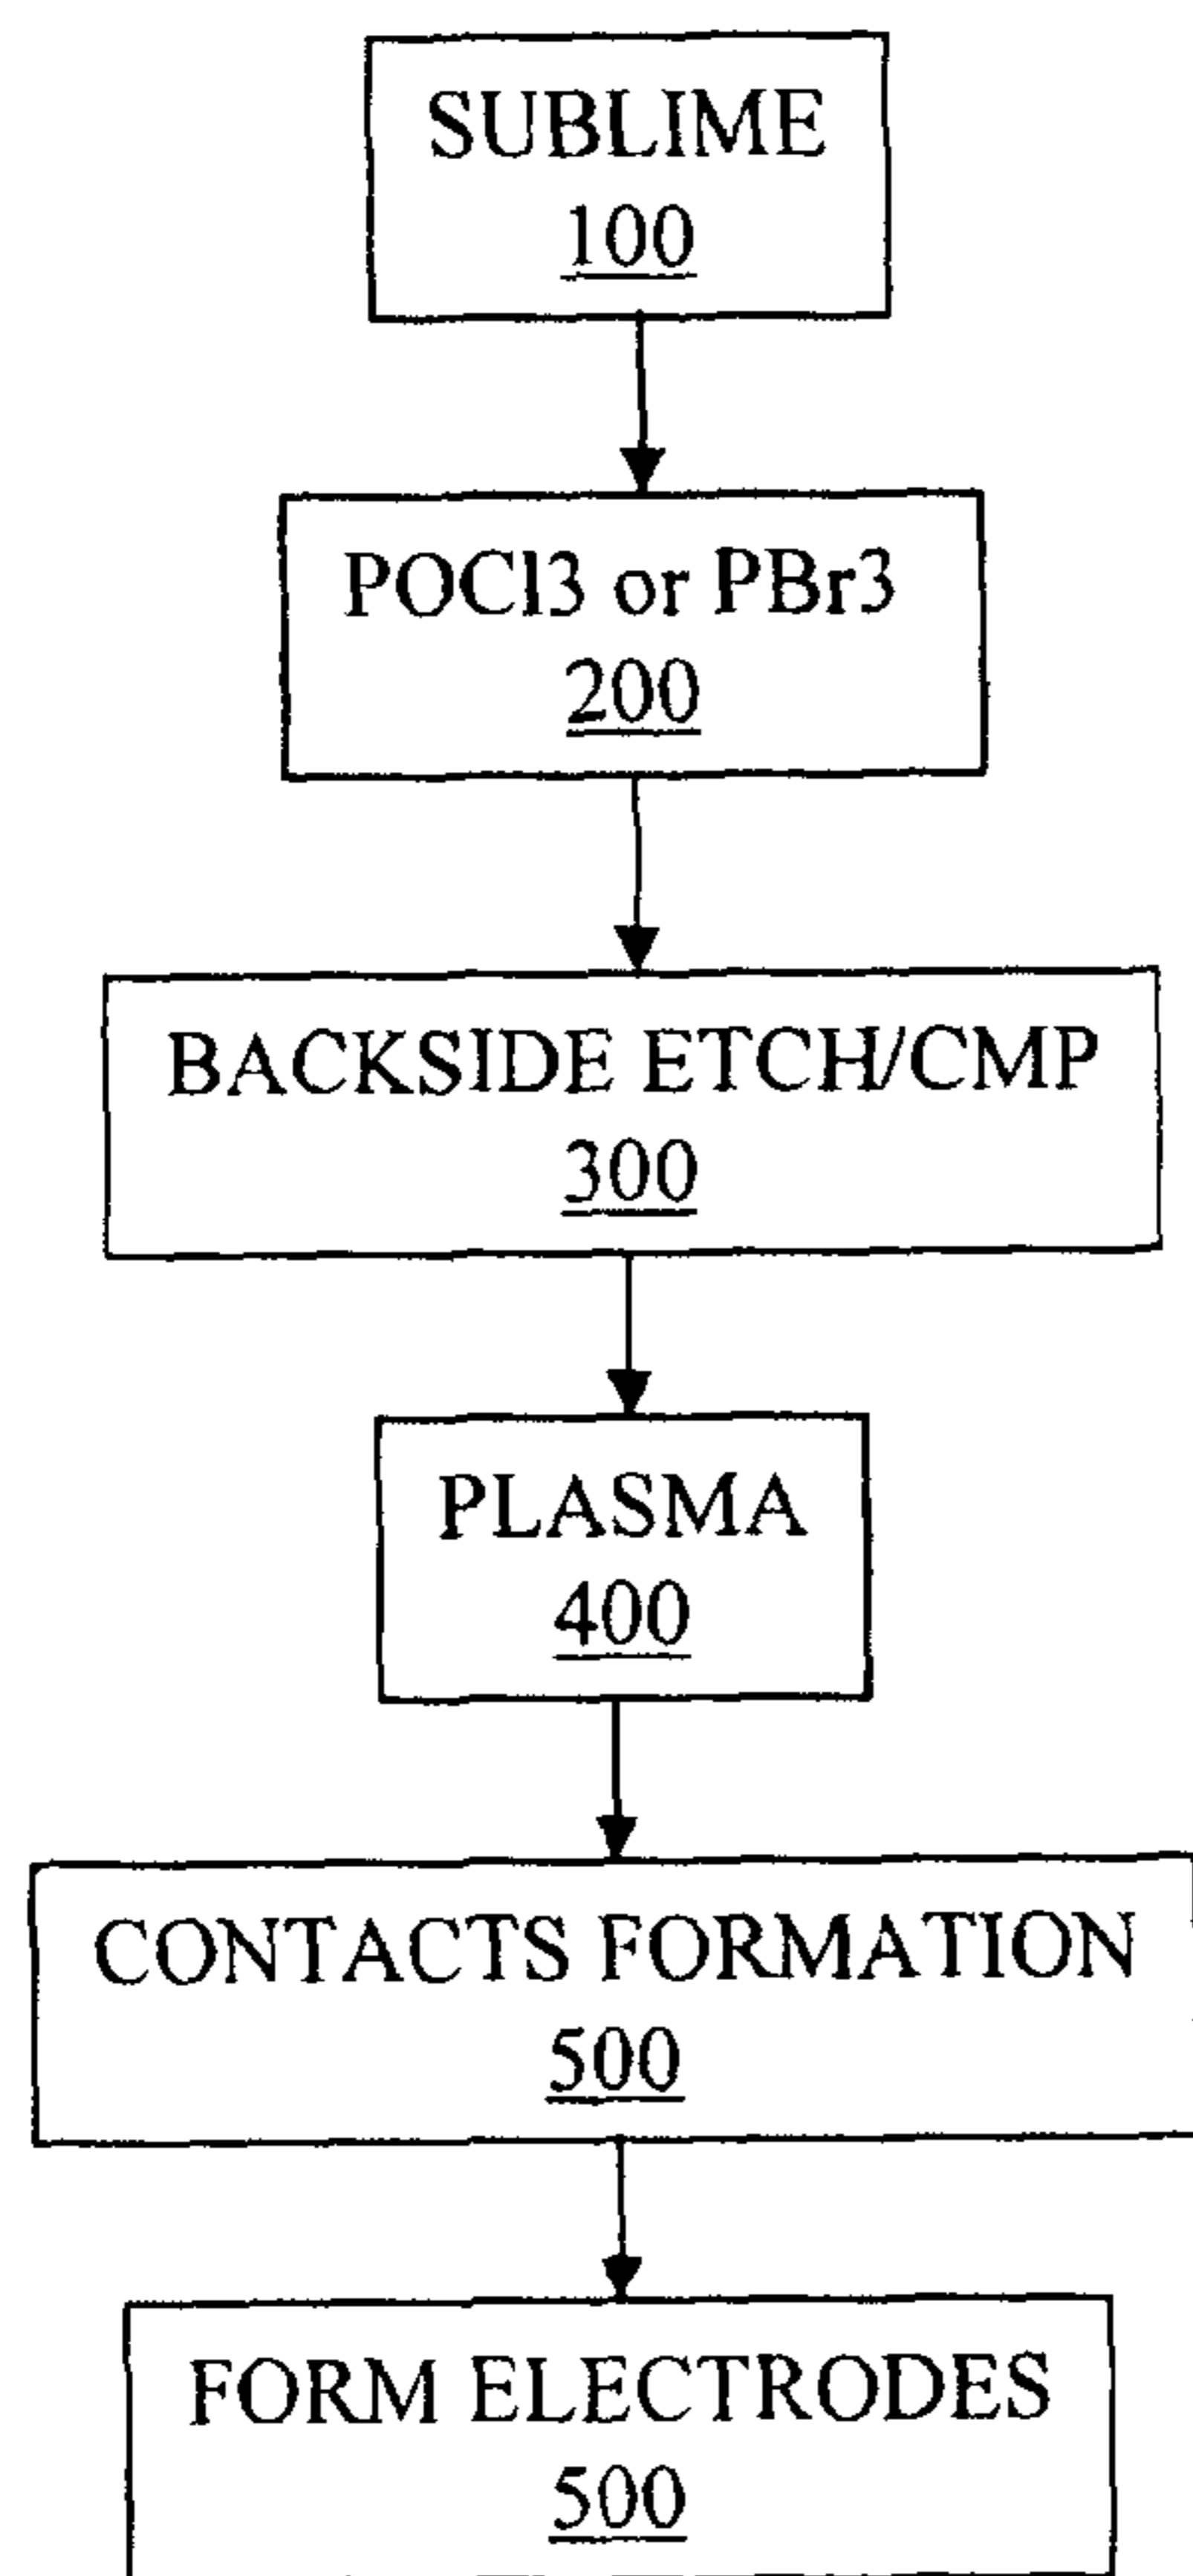 SUBLIME
100
POCl3 or PBr3
200
BACKSIDE ETCH/CMP
300
PLASMA
400
CONTACTS FORMATION
500
FORM ELECTRODES
500